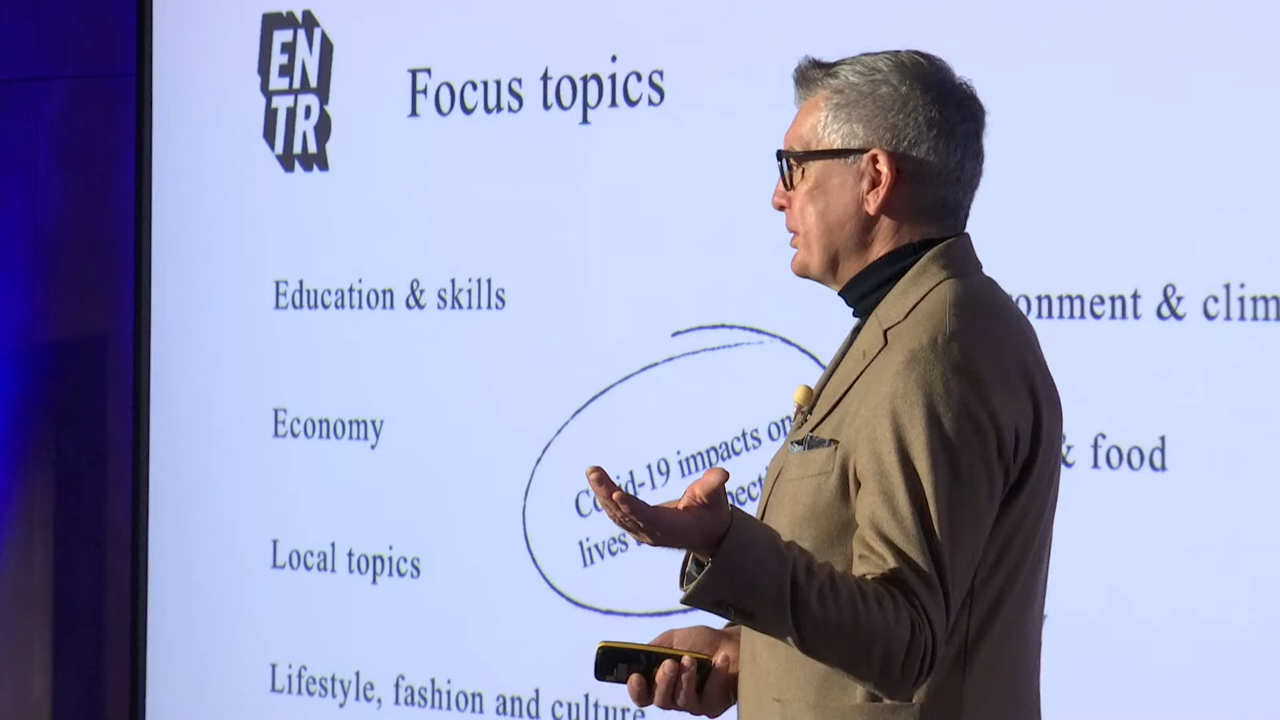 EN
TR
Focus topics
Education & skills
onment & clim
Economy
Covid-19 impacts on
lives
& food
Local topics
Lifestyle, fashion and culture